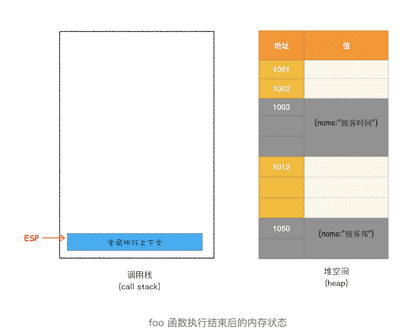 地址 值
1001
1002
1003
{name:"极客时间"}
1012
ESP
全局执行上下文
1050
{name:"极客邦"}
调用栈
(call stack)
堆空间
(heap)
foo 函数执行结束后的内存状态